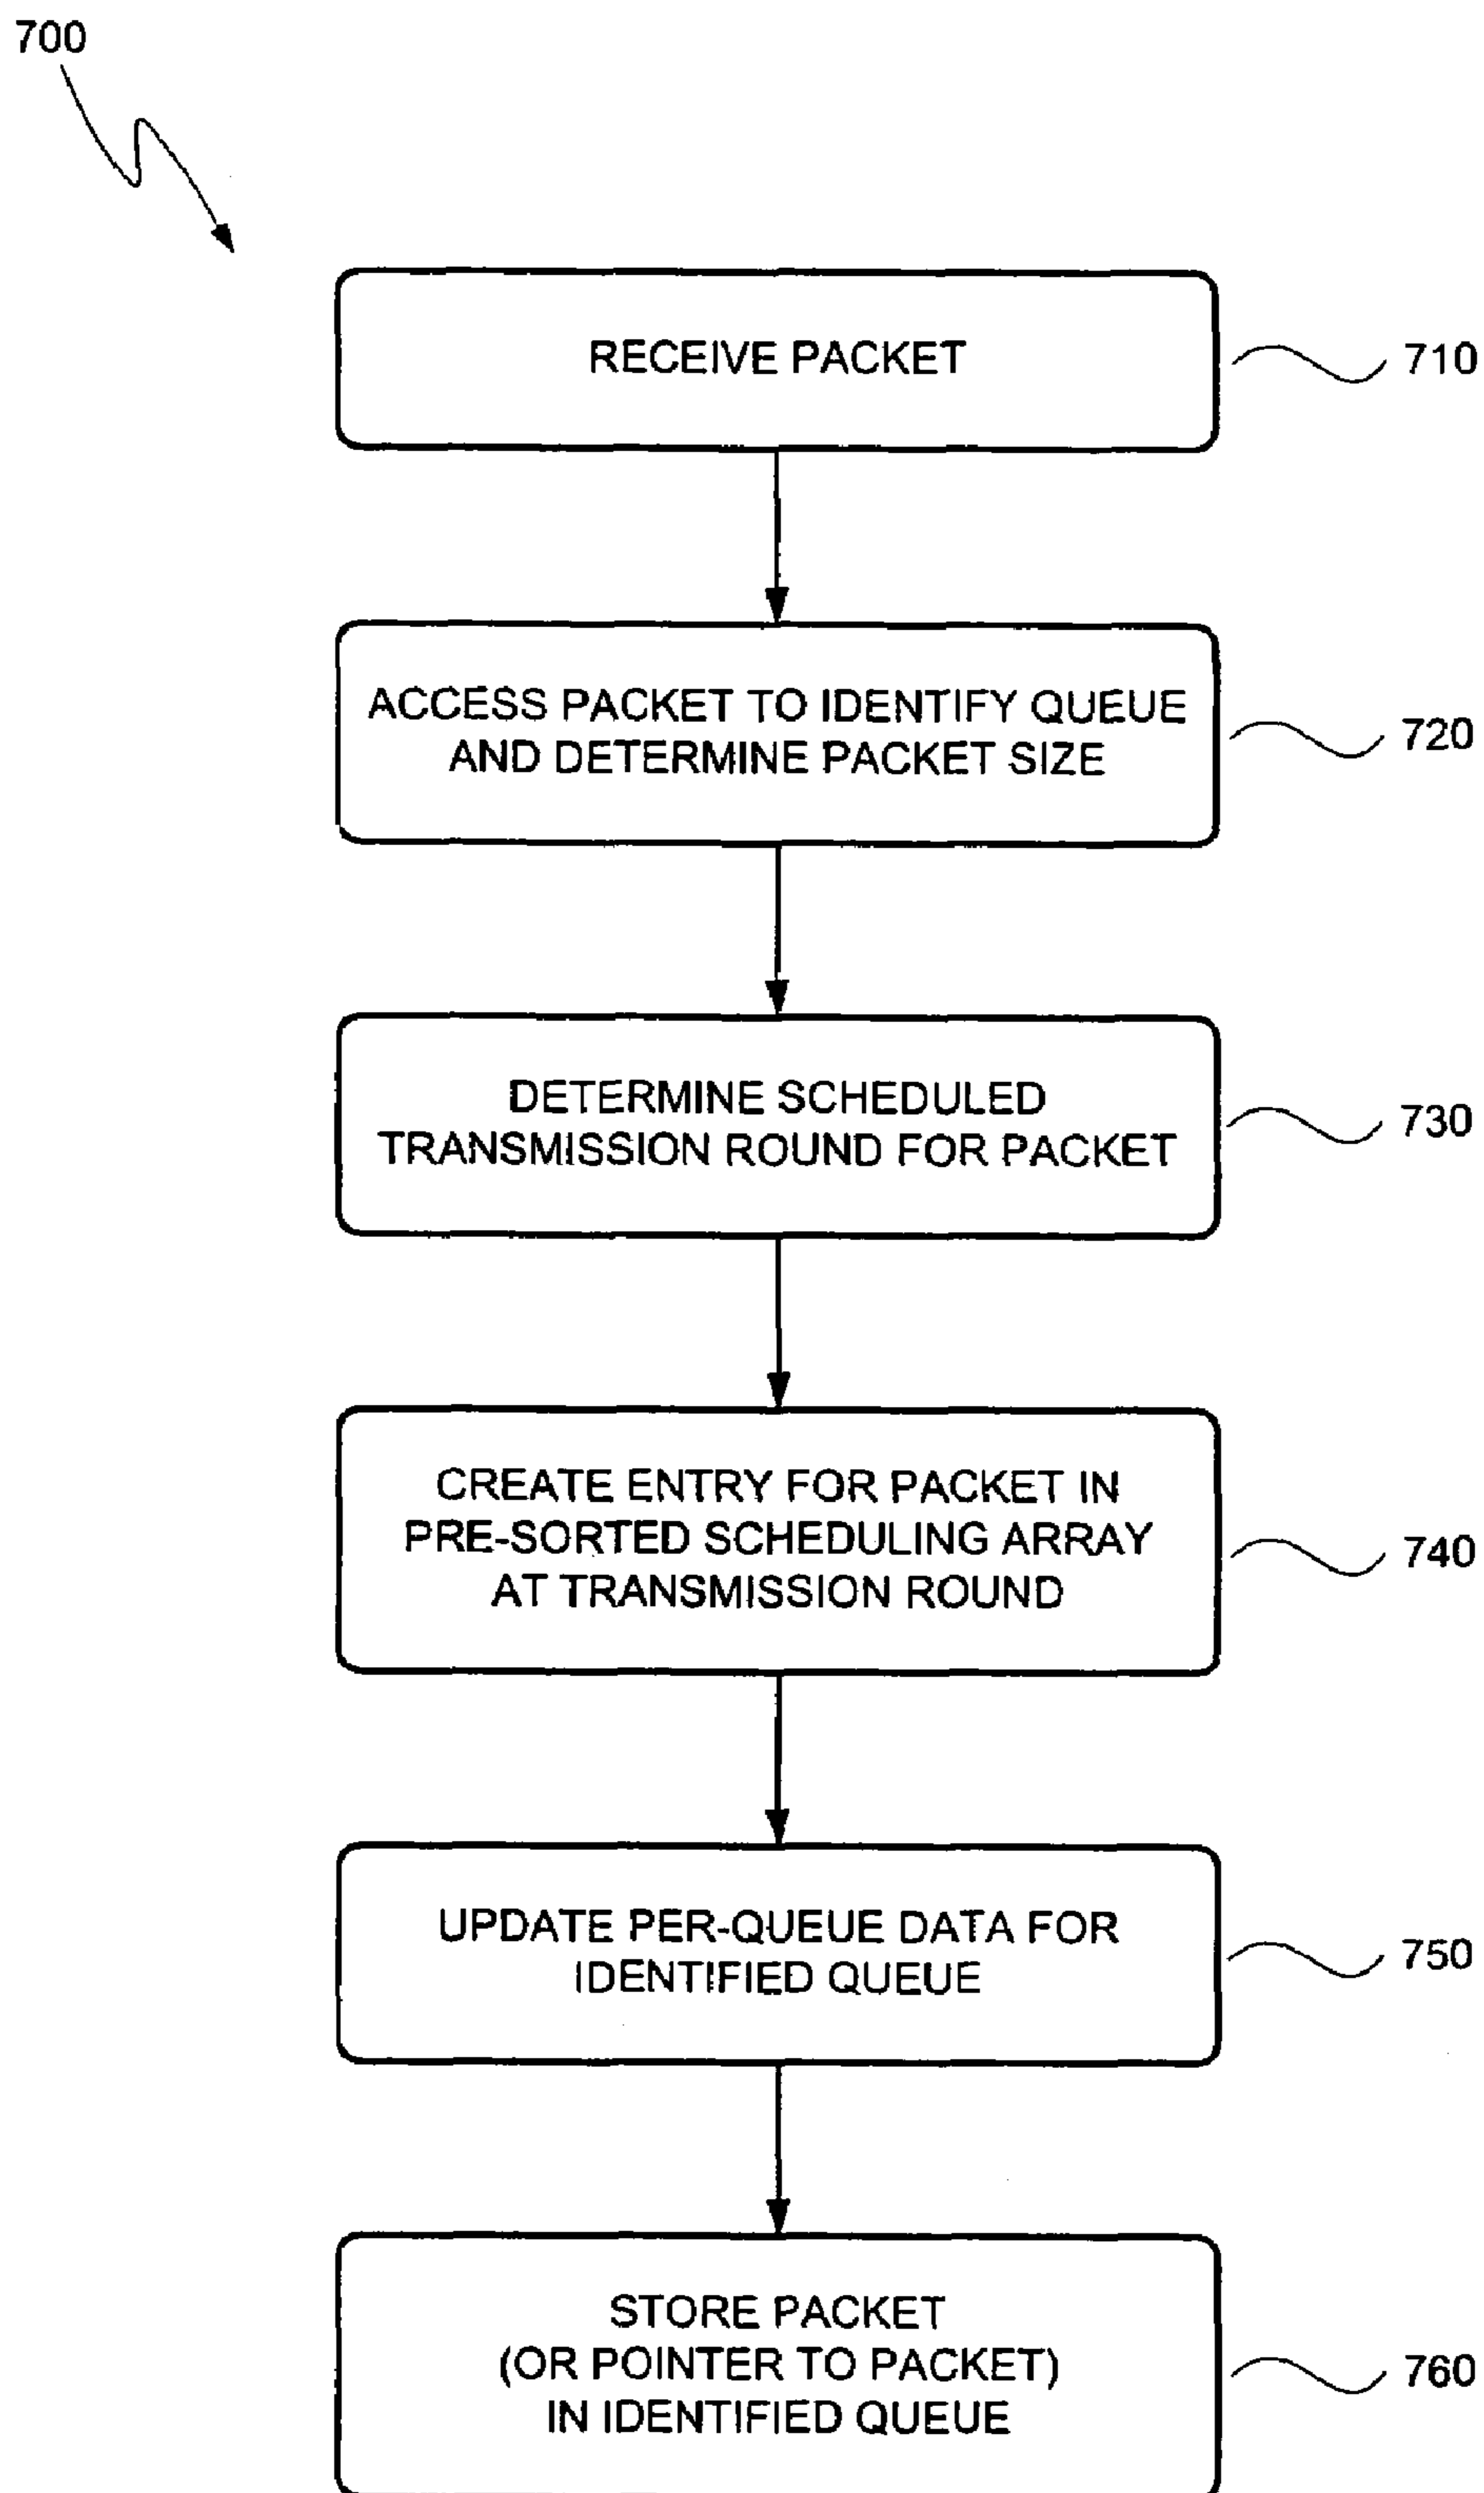 700
RECEIVE PACKET
710
ACCESS PACKET TO IDENTIFY QUEUE
AND DETERMINE PACKET SIZE
720
DETERMINE SCHEDULED
TRANSMISSION ROUND FOR PACKET
730
CREATE ENTRY FOR PACKET IN
PRE-SORTED SCHEDULING ARRAY
AT TRANSMISSION ROUND
740
UPDATE PER-QUEUE DATA FOR
IDENTIFIED QUEUE
750
STORE PACKET
(OR POINTER TO PACKET)
IN IDENTIFIED QUEUE
760